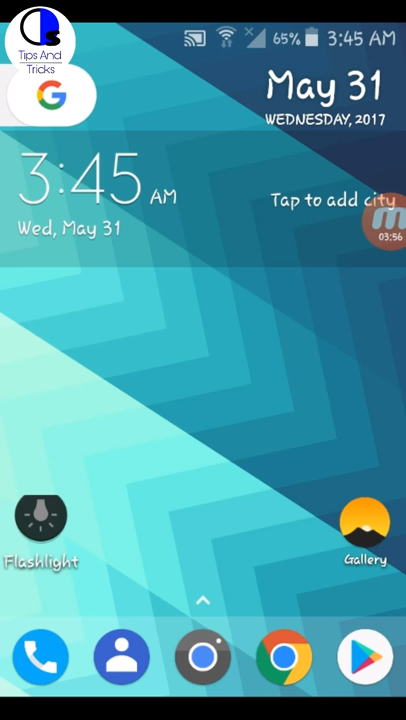 Tips And
Tricks
65% 3:45 AM
G
May 31
WEDNESDAY, 2017
3:45 AM
Wed, May 31
Tap to add city
03:56
Flashlight
Gallery